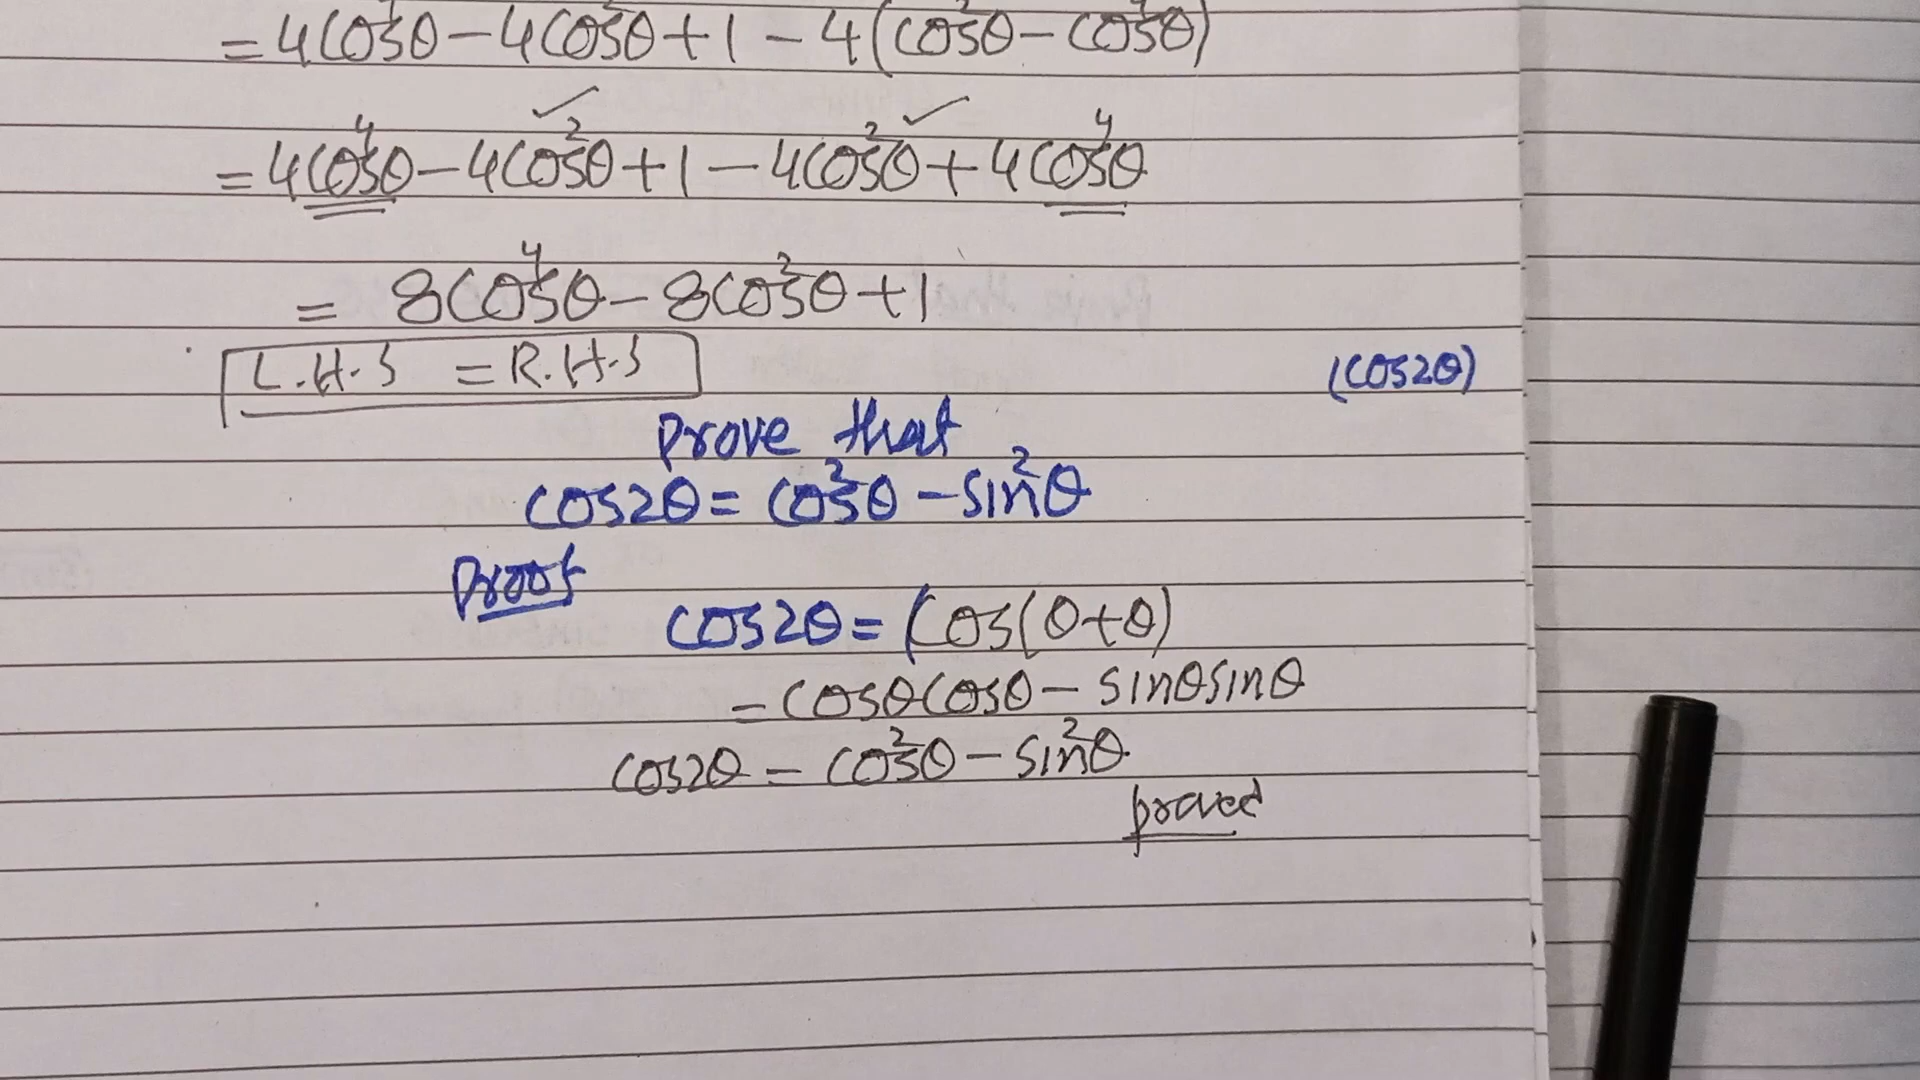 = 4cos⁴θ - 4cos²θ + 1 - 4(cos²θ - cos⁴θ)
= 4cos⁴θ - 4cos²θ + 1 - 4cos²θ + 4cos⁴θ
= 8cos⁴θ - 8cos²θ + 1
L.H.S = R.H.S
(cos2θ)
Prove that
cos2θ = cos²θ - sin²θ
Proof
cos2θ = Cos(θ+θ)
= cosθcosθ - sinθsinθ
cos2θ = cos²θ - sin²θ
proved